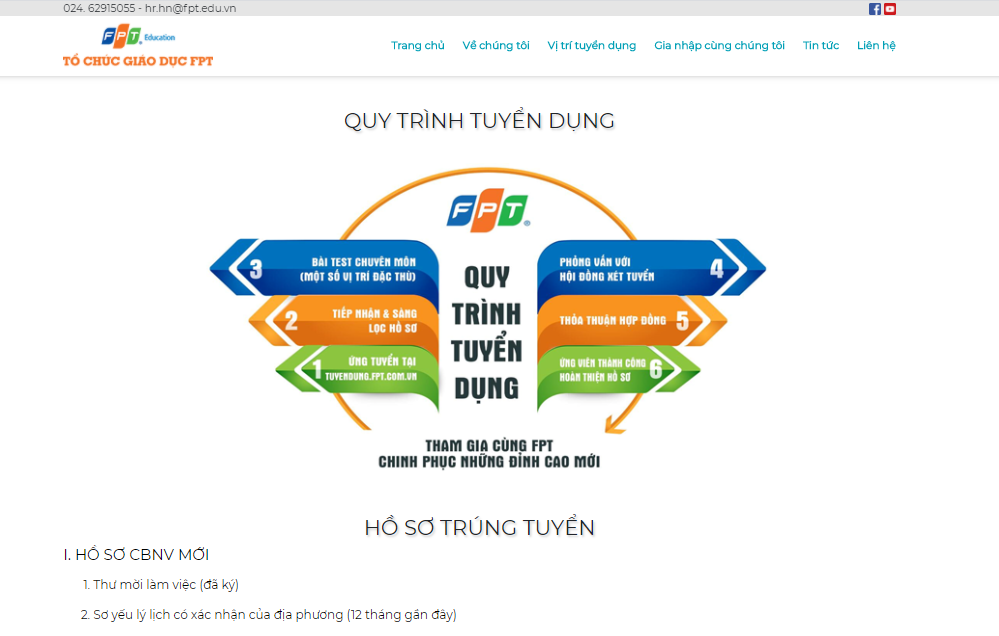 024. 62915055 - hr.hn@fpt.edu.vn
FPT Education
TỔ CHỨC GIÁO DỤC FPT
Trang chủ Về chúng tôi Vị trí tuyển dụng Gia nhập cùng chúng tôi Tin tức Liên hệ
QUY TRÌNH TUYỂN DỤNG
FPT
3
BÀI TEST CHUYÊN MÔN
(MỘT SỐ VỊ TRÍ ĐẶC THÙ)
2
TIẾP NHẬN & SÀNG
LỌC HỒ SƠ
1
ỨNG TUYỂN TẠI
TUYENDUNG.FPT.COM.VN
QUY
TRÌNH
TUYỂN
DỤNG
PHỎNG VẤN VỚI
HỘI ĐỒNG XÉT TUYỂN
4
THỎA THUẬN HỢP ĐỒNG
5
ỨNG VIÊN THÀNH CÔNG
HOÀN THIỆN HỒ SƠ
6
THAM GIA CÙNG FPT
CHINH PHỤC NHỮNG ĐỈNH CAO MỚI
HỒ SƠ TRÚNG TUYỂN
I. HỒ SƠ CBNV MỚI
1. Thư mời làm việc (đã ký)
2. Sơ yếu lý lịch có xác nhận của địa phương (12 tháng gần đây)